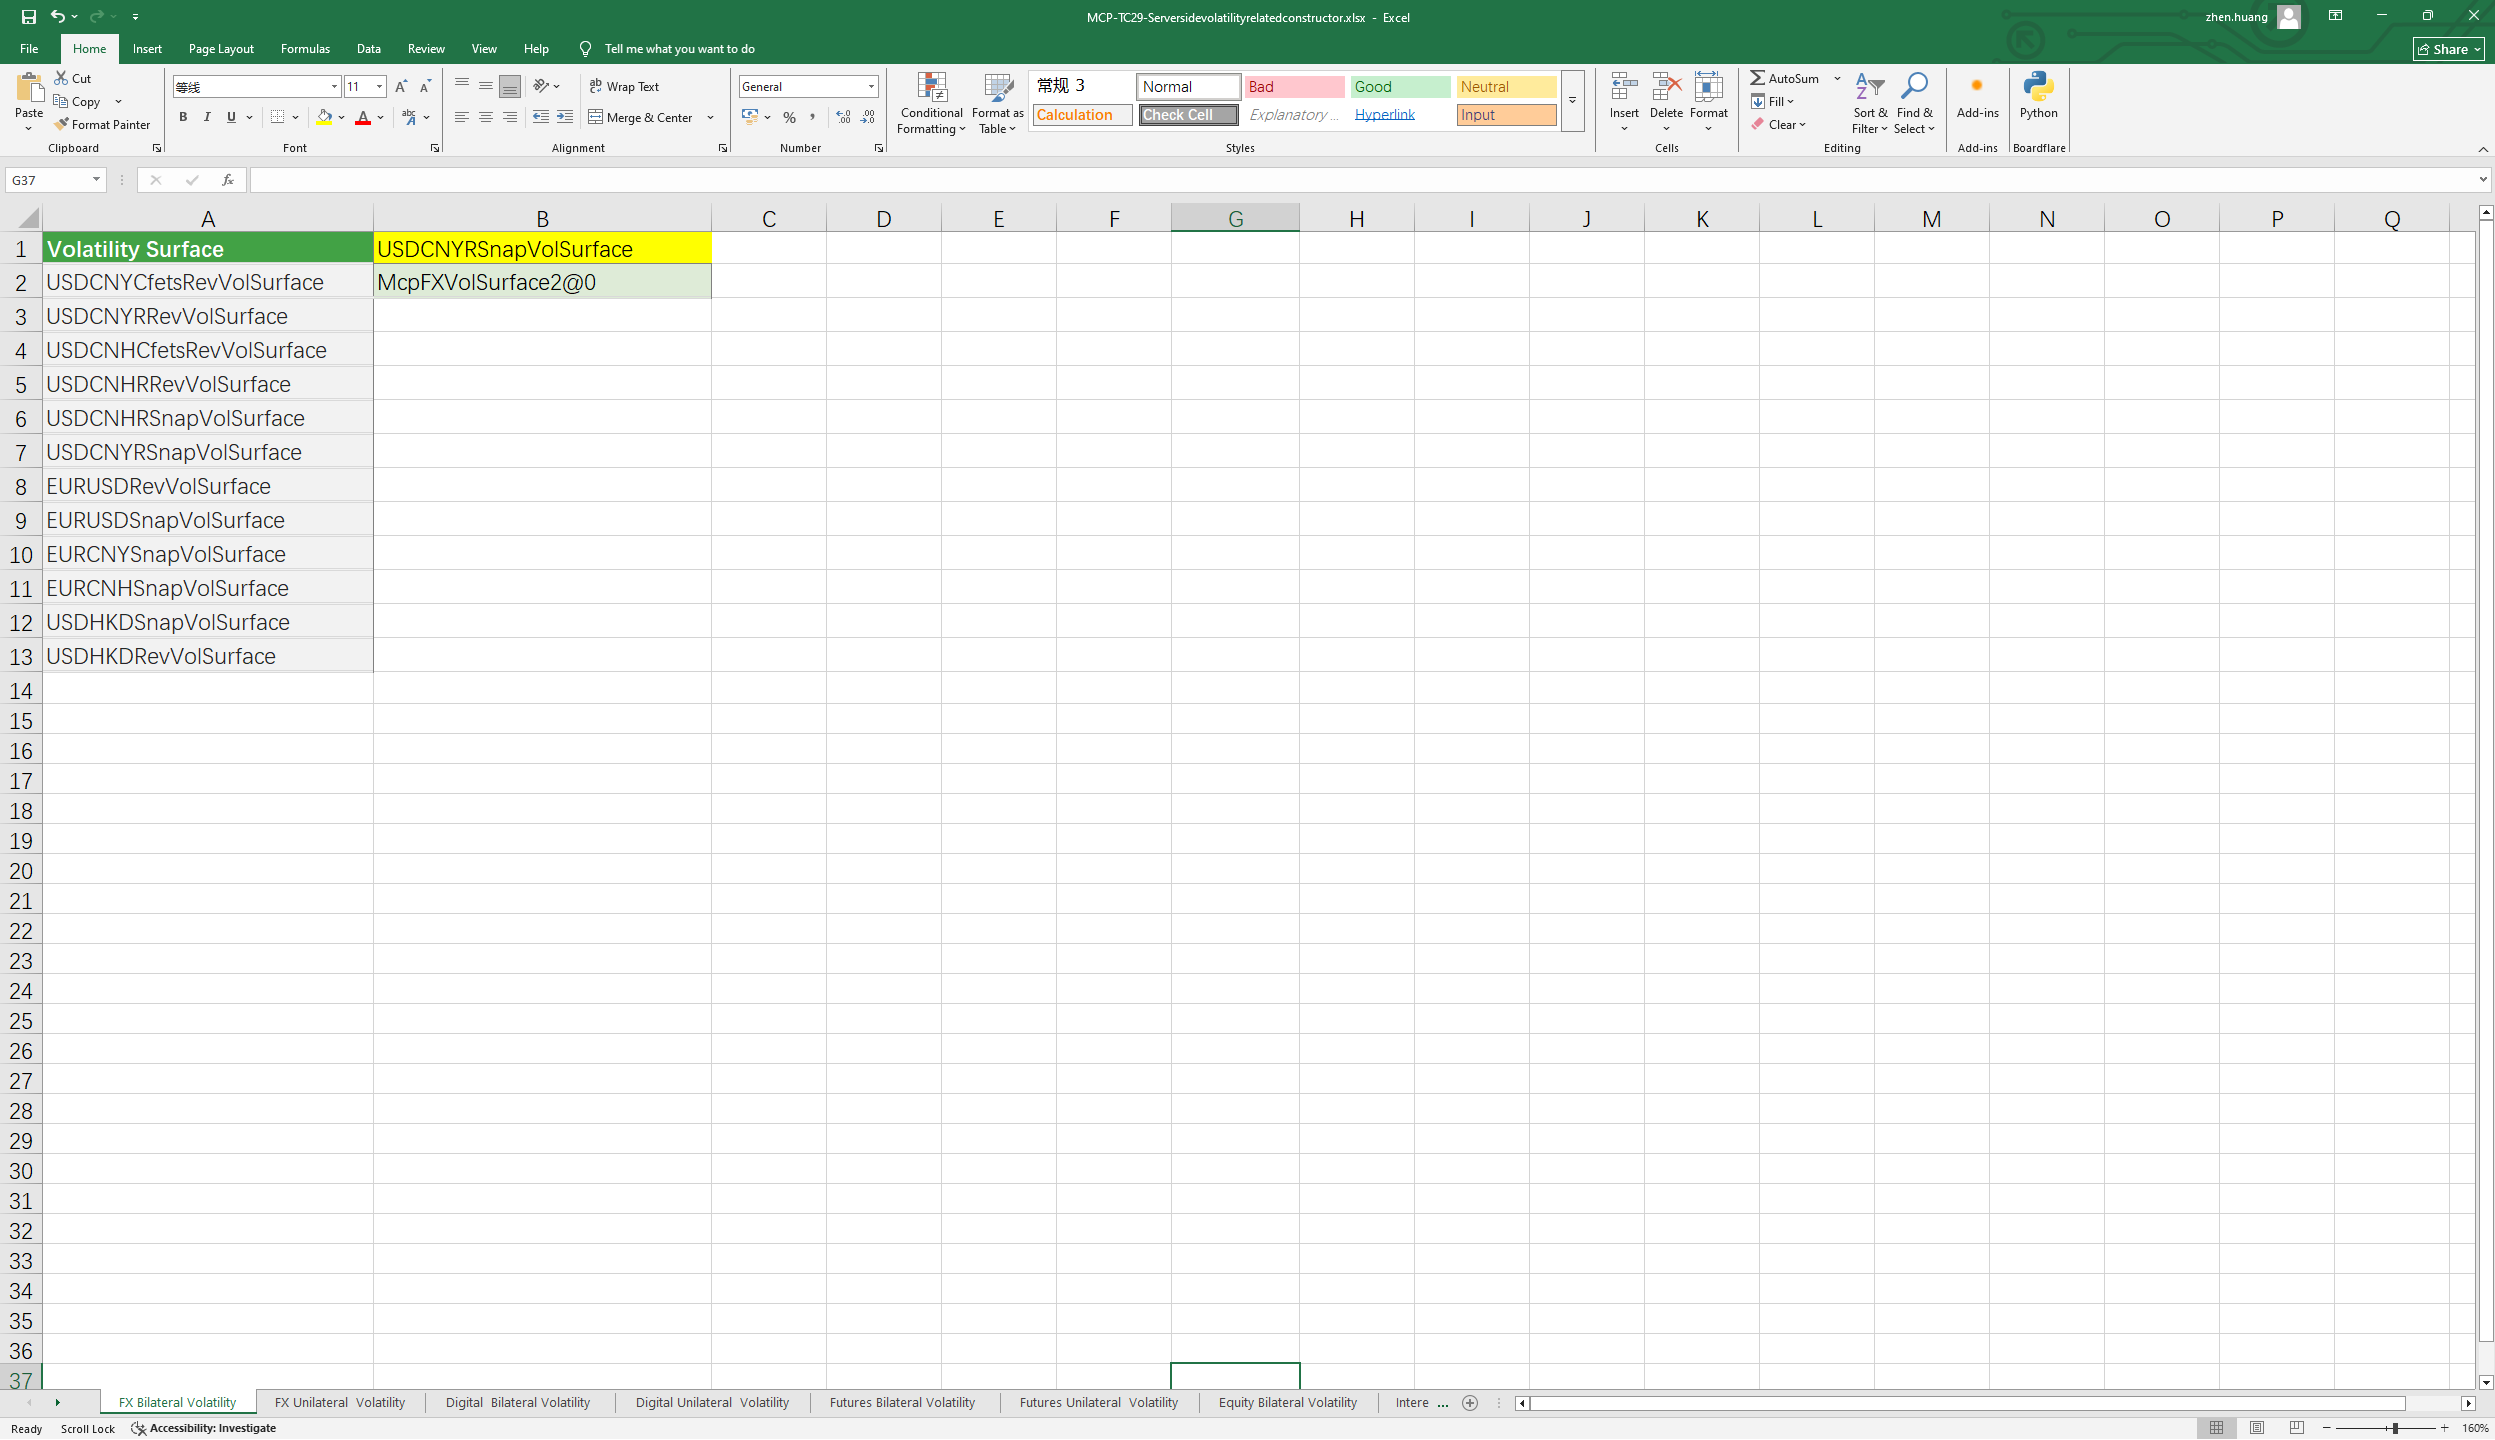 MCP-TC29-Serversidevolatilityrelatedconstructor.xlsx - Excel
zhen.huang
File Home Insert Page Layout Formulas Data Review View Help Tell me what you want to do
Share
Paste
Cut
Copy
Format Painter
Clipboard
等线 11
B I U
Font
Wrap Text
Merge & Center
Alignment
General
Number
Conditional Formatting
Format as Table
常规 3 Normal Bad Good Neutral
Calculation Check Cell Explanatory ... Hyperlink Input
Styles
Insert Delete Format
Cells
AutoSum
Fill
Clear
Sort & Filter
Find & Select
Editing
Add-ins
Add-ins
Python
Boardflare
G37
fx
A B C D E F G H I J K L M N O P Q
1 Volatility Surface USDCNYRSnapVolSurface
2 USDCNYCfetsRevVolSurface McpFXVolSurface2@0
3 USDCNYRRevVolSurface
4 USDCNHCfetsRevVolSurface
5 USDCNHRRevVolSurface
6 USDCNHRSnapVolSurface
7 USDCNYRSnapVolSurface
8 EURUSDRevVolSurface
9 EURUSDSnapVolSurface
10 EURCNYSnapVolSurface
11 EURCNHSnapVolSurface
12 USDHKDSnapVolSurface
13 USDHKDRevVolSurface
14
15
16
17
18
19
20
21
22
23
24
25
26
27
28
29
30
31
32
33
34
35
36
37
FX Bilateral Volatility FX Unilateral Volatility Digital Bilateral Volatility Digital Unilateral Volatility Futures Bilateral Volatility Futures Unilateral Volatility Equity Bilateral Volatility Intere ...
Ready Scroll Lock Accessibility: Investigate 160%